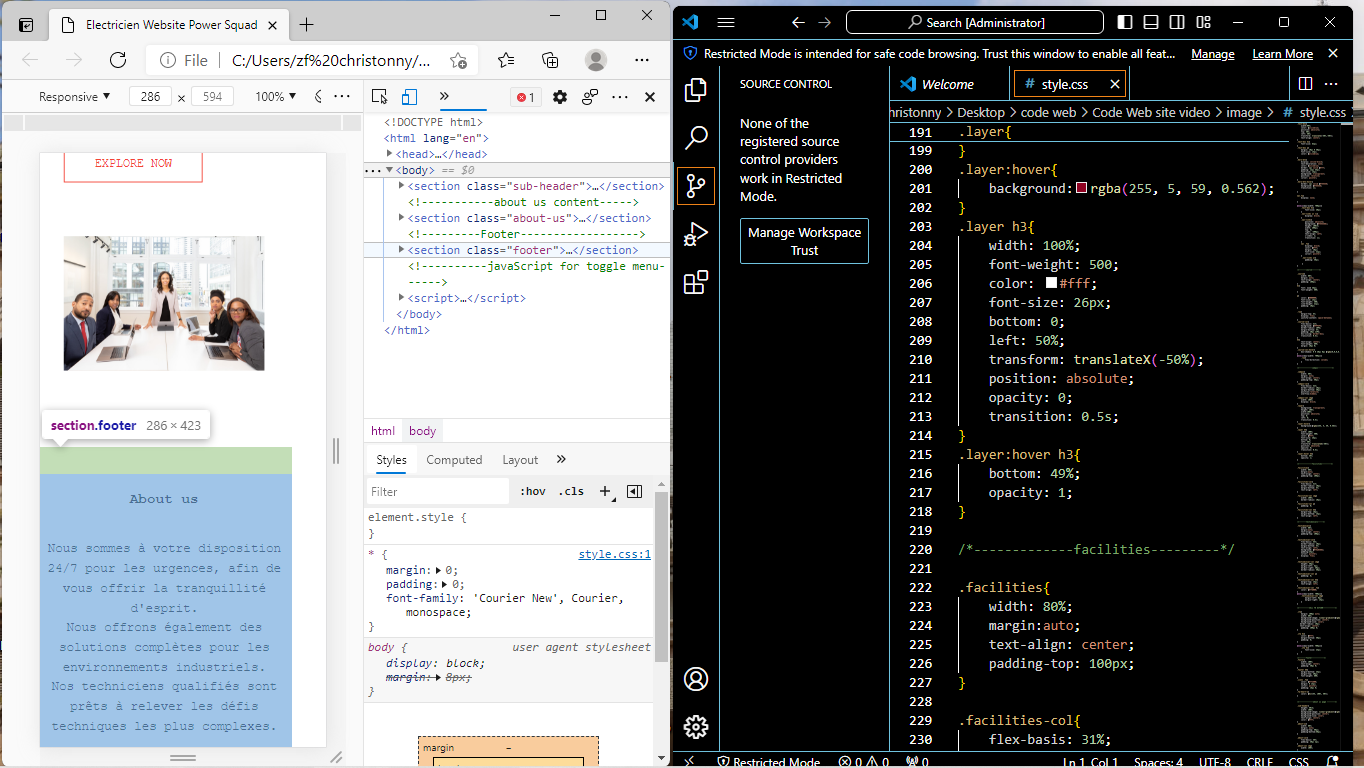 Electricien Website Power Squad
File
C:/Users/zf%20christonny/...
Responsive
286
×
594
100%
1
EXPLORE NOW
section.footer 286 × 423
About us
Nous sommes à votre disposition
24/7 pour les urgences, afin de
vous offrir la tranquillité
d'esprit.
Nous offrons également des
solutions complètes pour les
environnements industriels.
Nos techniciens qualifiés sont
prêts à relever les défis
techniques les plus complexes.
<!DOCTYPE html>
<html lang="en">
<head>…</head>
<body> == $0
<section class="sub-header">…</section>
<!-----------about us content----->
<section class="about-us">…</section>
<!---------Footer----------------->
<section class="footer">…</section>
<!----------javaScript for toggle menu-
----->
<script>…</script>
</body>
</html>
html
body
Styles
Computed
Layout
Filter
:hov
.cls
element.style {
}
* {
style.css:1
margin: 0;
padding: 0;
font-family: 'Courier New', Courier,
monospace;
}
body {
user agent stylesheet
display: block;
margin: 8px;
}
margin
–
Search [Administrator]
Restricted Mode is intended for safe code browsing. Trust this window to enable all feat...
Manage
Learn More
SOURCE CONTROL
None of the
registered source
control providers
work in Restricted
Mode.
Manage Workspace
Trust
Welcome
# style.css
hristonny > Desktop > code web > Code Web site video > image > # style.css
191 .layer{
199 }
200 .layer:hover{
201 background: rgba(255, 5, 59, 0.562);
202 }
203 .layer h3{
204 width: 100%;
205 font-weight: 500;
206 color: #fff;
207 font-size: 26px;
208 bottom: 0;
209 left: 50%;
210 transform: translateX(-50%);
211 position: absolute;
212 opacity: 0;
213 transition: 0.5s;
214 }
215 .layer:hover h3{
216 bottom: 49%;
217 opacity: 1;
218 }
219
220 /*-------------facilities---------*/
221
222 .facilities{
223 width: 80%;
224 margin:auto;
225 text-align: center;
226 padding-top: 100px;
227 }
228
229 .facilities-col{
230 flex-basis: 31%;
Restricted Mode
0
0
0
Ln 1, Col 1
Spaces: 4
UTF-8
CRLF
CSS